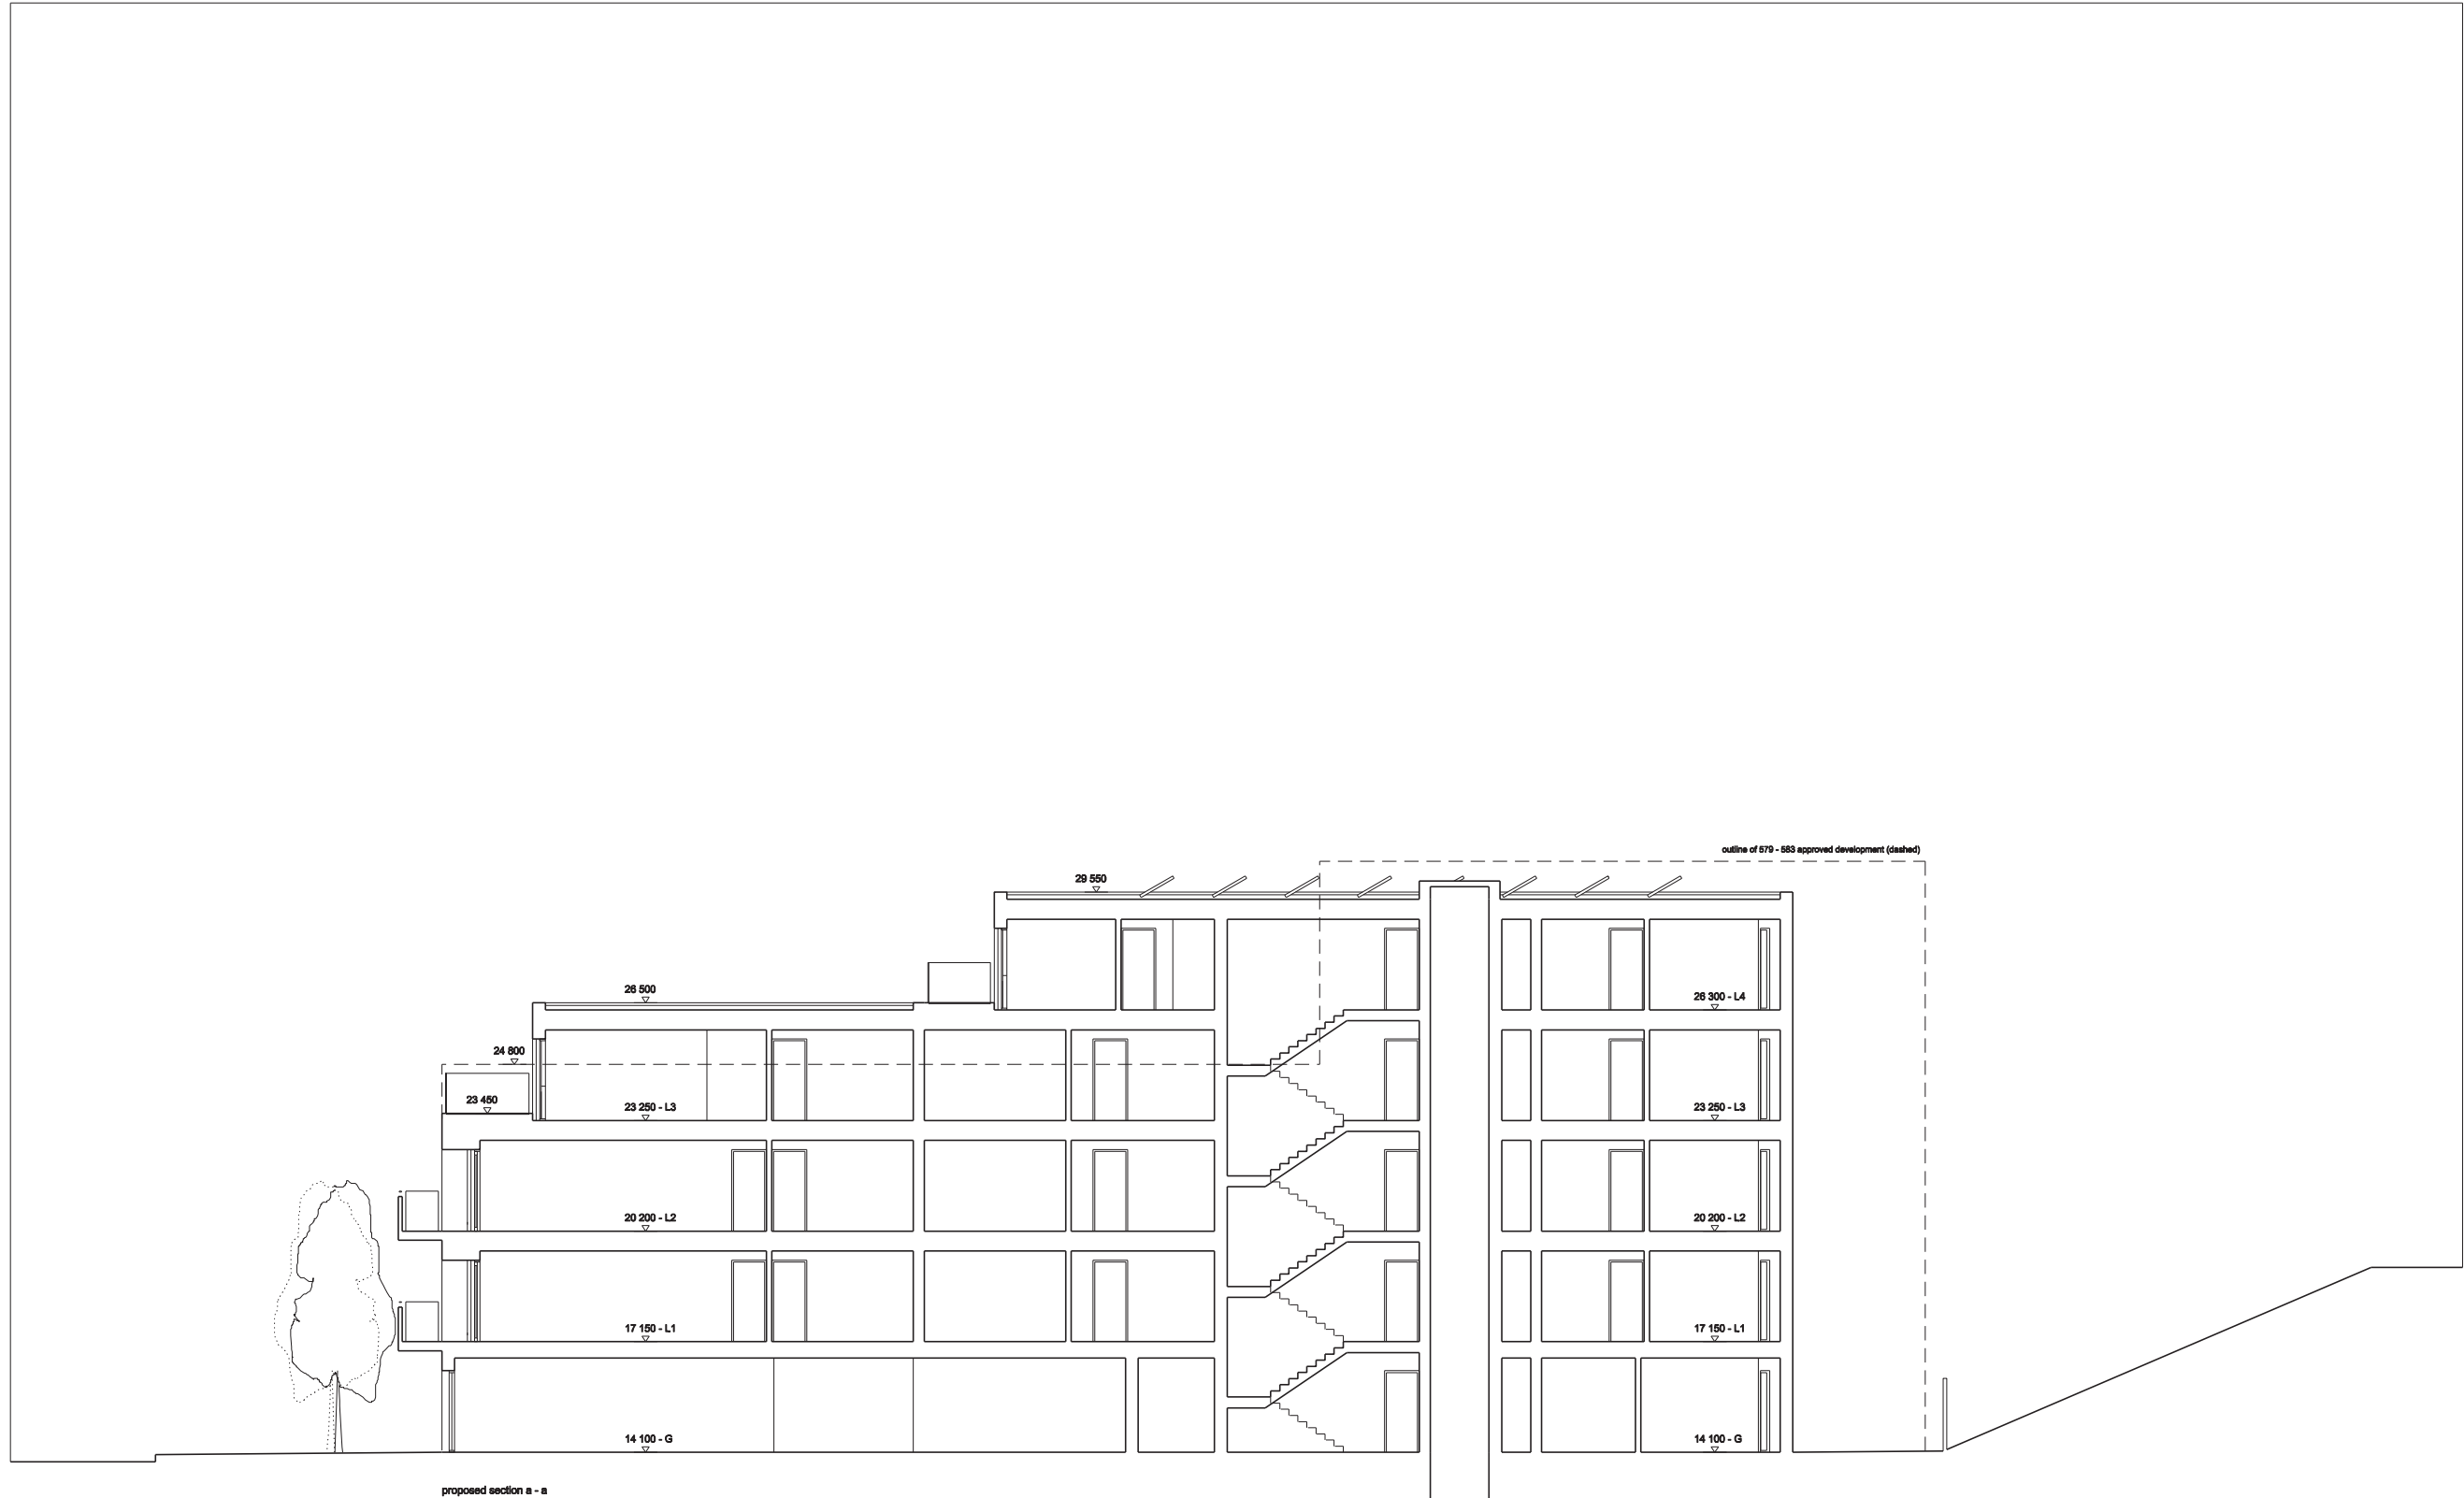 outline of 579 - 583 approved development (dashed)
29 550
26 500
26 300 - L4
24 800
23 450
23 250 - L3
23 250 - L3
20 200 - L2
20 200 - L2
17 150 - L1
17 150 - L1
14 100 - G
14 100 - G
proposed section a - a